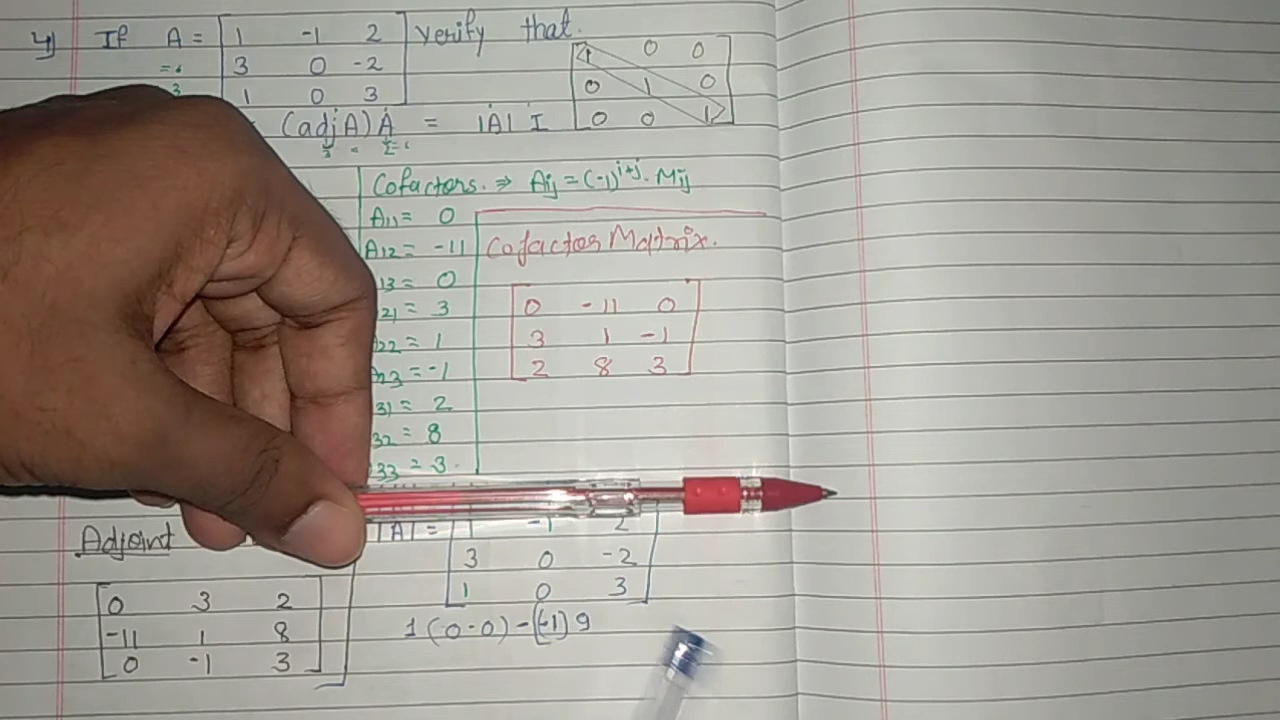 4) If A = [1 -1 2] verify that.
[3 0 -2]
[1 0 3]
[1 0 0]
[0 1 0]
[0 0 1]
(adjA)A = |A| I
Cofactors. ⇒ Aij = (-1)^i+j. Mij
A11 = 0
A12 = -11
13 = 0
21 = 3
22 = 1
23 = -1
31 = 2
32 = 8
33 = 3.
Cofactor Matrix.
[0 -11 0]
[3 1 -1]
[2 8 3]
Adjoint
[0 3 2]
[-11 1 8]
[0 -1 3]
|A| = |1 -1 2|
|3 0 -2|
|1 0 3|
1(0-0)-(-1)9